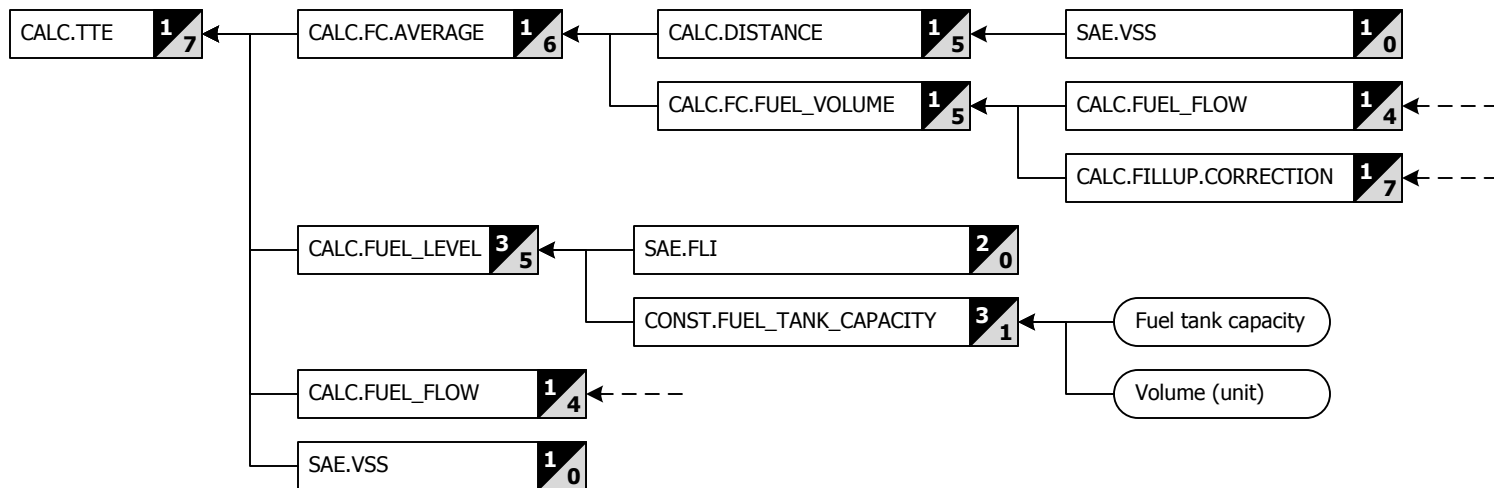 CALC.TTE 1 7 CALC.FC.AVERAGE 1 6 CALC.DISTANCE 1 5 SAE.VSS 1 0
CALC.FC.FUEL_VOLUME 1 5 CALC.FUEL_FLOW 1 4
CALC.FILLUP.CORRECTION 1 7
CALC.FUEL_LEVEL 3 5 SAE.FLI 2 0
CONST.FUEL_TANK_CAPACITY 3 1 Fuel tank capacity
CALC.FUEL_FLOW 1 4 Volume (unit)
SAE.VSS 1 0